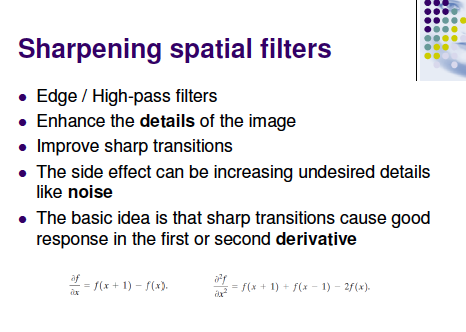 Sharpening spatial filters
● Edge / High-pass filters
● Enhance the details of the image
● Improve sharp transitions
● The side effect can be increasing undesired details
like noise
● The basic idea is that sharp transitions cause good
response in the first or second derivative
∂f/∂x = f(x + 1) − f(x). ∂²f/∂x² = f(x + 1) + f(x − 1) − 2f(x).